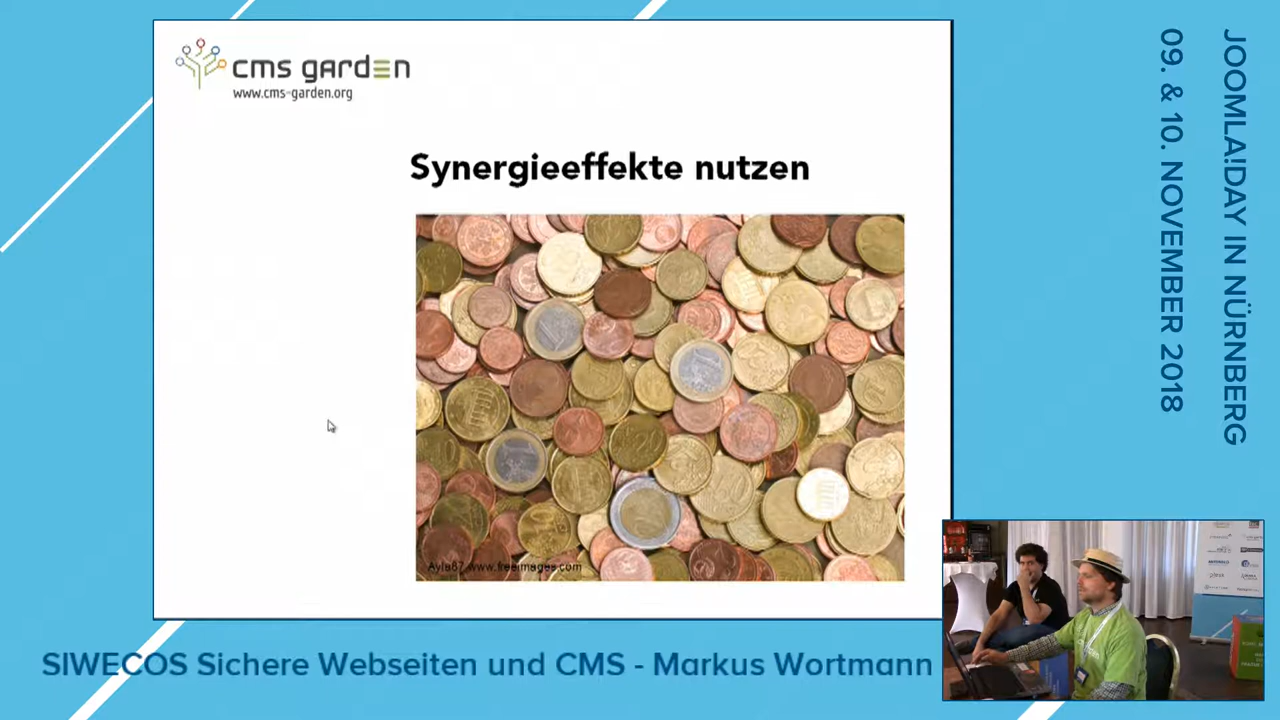 cms garden
www.cms-garden.org
Synergieeffekte nutzen
Ayla87 www.freeimages.com
JOOMLA!DAY IN NÜRNBERG
09. & 10. NOVEMBER 2018
SIWECOS Sichere Webseiten und CMS - Markus Wortmann